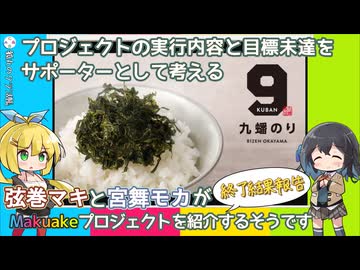 プロジェクトの実行内容と目標未達を
サポーターとして考える
9
KUBAN
九蟠のり
BIZEN OKAYAMA
弦巻マキと宮舞モカが
終了結果報告
Makuakeプロジェクトを紹介するそうです